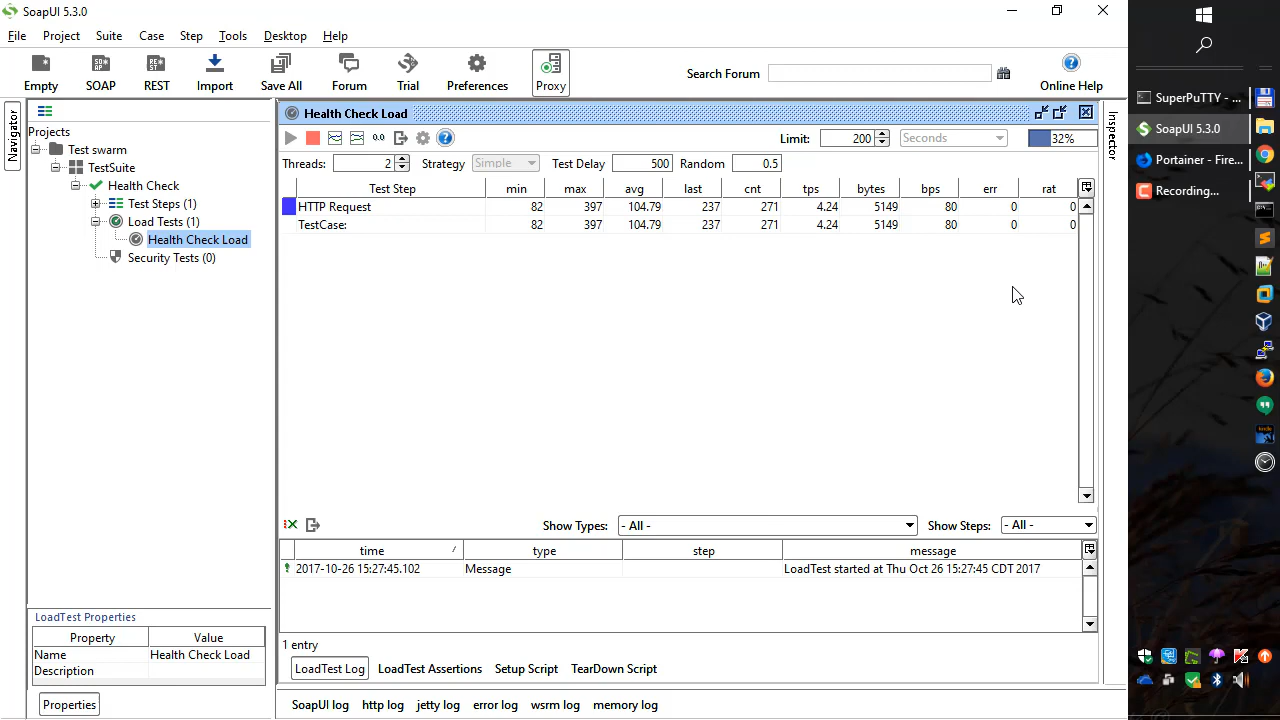 SoapUI 5.3.0
File Project Suite Case Step Tools Desktop Help
Empty SOAP REST Import Save All Forum Trial Preferences Proxy Search Forum Online Help
SOAP REST
Navigator
Inspector
Health Check Load
Limit: 200 Seconds 32%
Threads: 2 Strategy Simple Test Delay 500 Random 0.5
Test Step min max avg last cnt tps bytes bps err rat
HTTP Request 82 397 104.79 237 271 4.24 5149 80 0 0
TestCase: 82 397 104.79 237 271 4.24 5149 80 0 0
Projects
Test swarm
TestSuite
Health Check
Test Steps (1)
Load Tests (1)
Health Check Load
Security Tests (0)
Show Types: - All - Show Steps: - All -
time type step message
2017-10-26 15:27:45.102 Message LoadTest started at Thu Oct 26 15:27:45 CDT 2017
1 entry
LoadTest Log LoadTest Assertions Setup Script TearDown Script
LoadTest Properties
Property Value
Name Health Check Load
Description
Properties
SoapUI log http log jetty log error log wsrm log memory log
SuperPuTTY - ...
SoapUI 5.3.0
Portainer - Fire...
Recording...
kindle